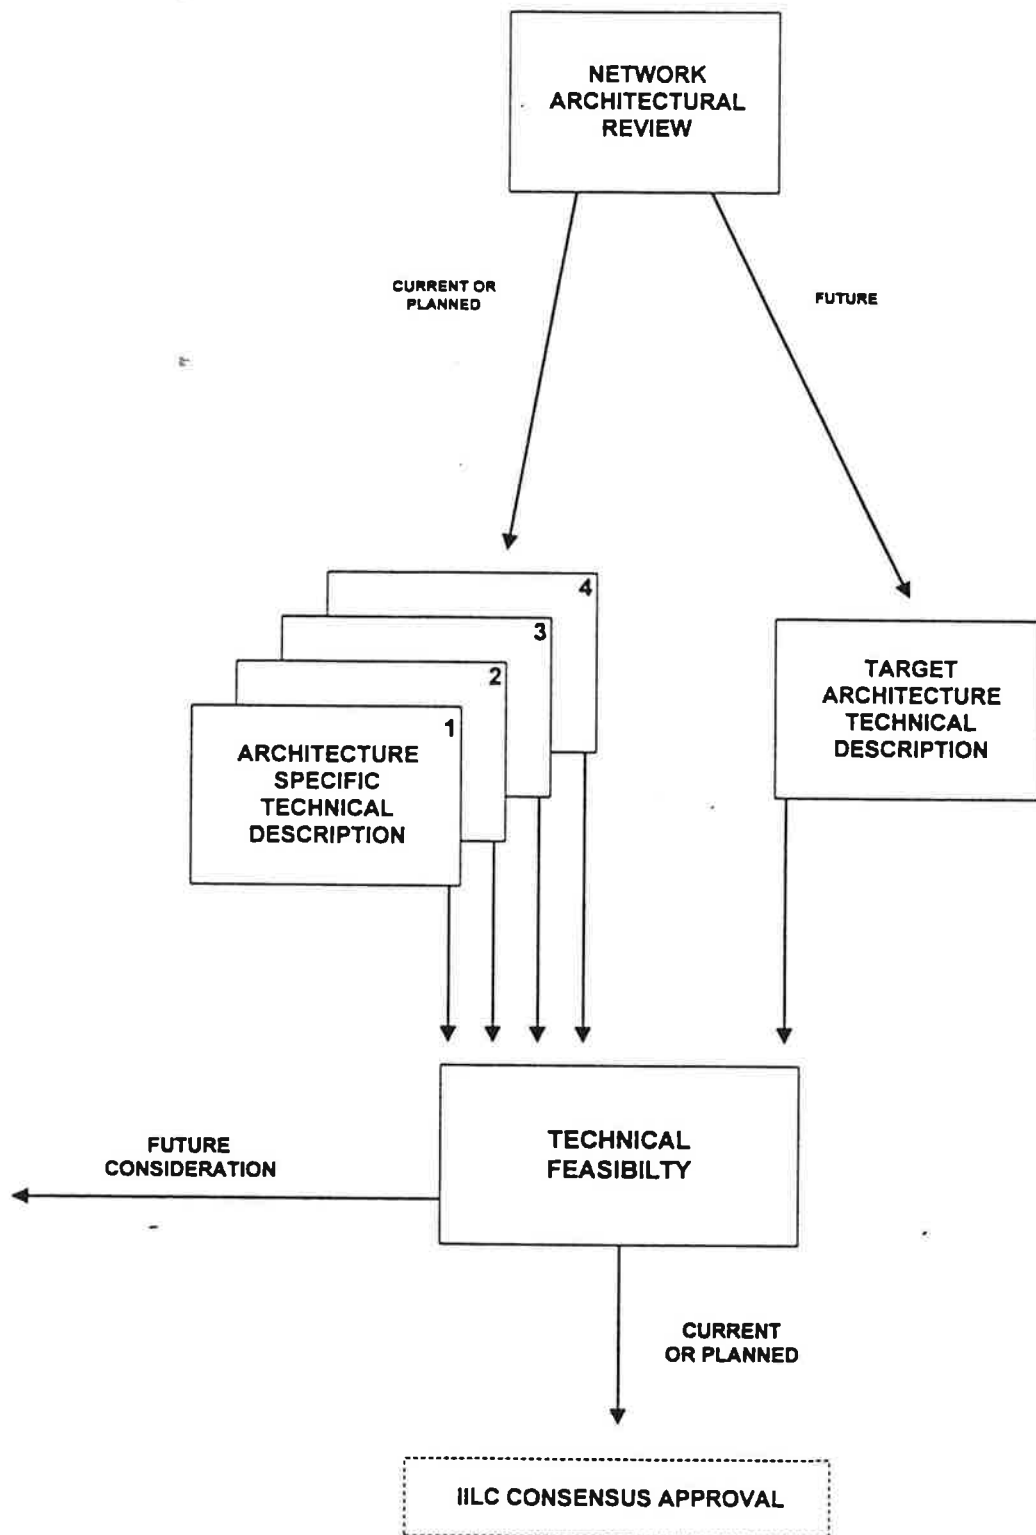 NETWORK
ARCHITECTURAL
REVIEW
CURRENT OR
PLANNED
FUTURE
4
3
2
1
ARCHITECTURE
SPECIFIC
TECHNICAL
DESCRIPTION
TARGET
ARCHITECTURE
TECHNICAL
DESCRIPTION
TECHNICAL
FEASIBILTY
FUTURE
CONSIDERATION
CURRENT
OR PLANNED
IILC CONSENSUS APPROVAL